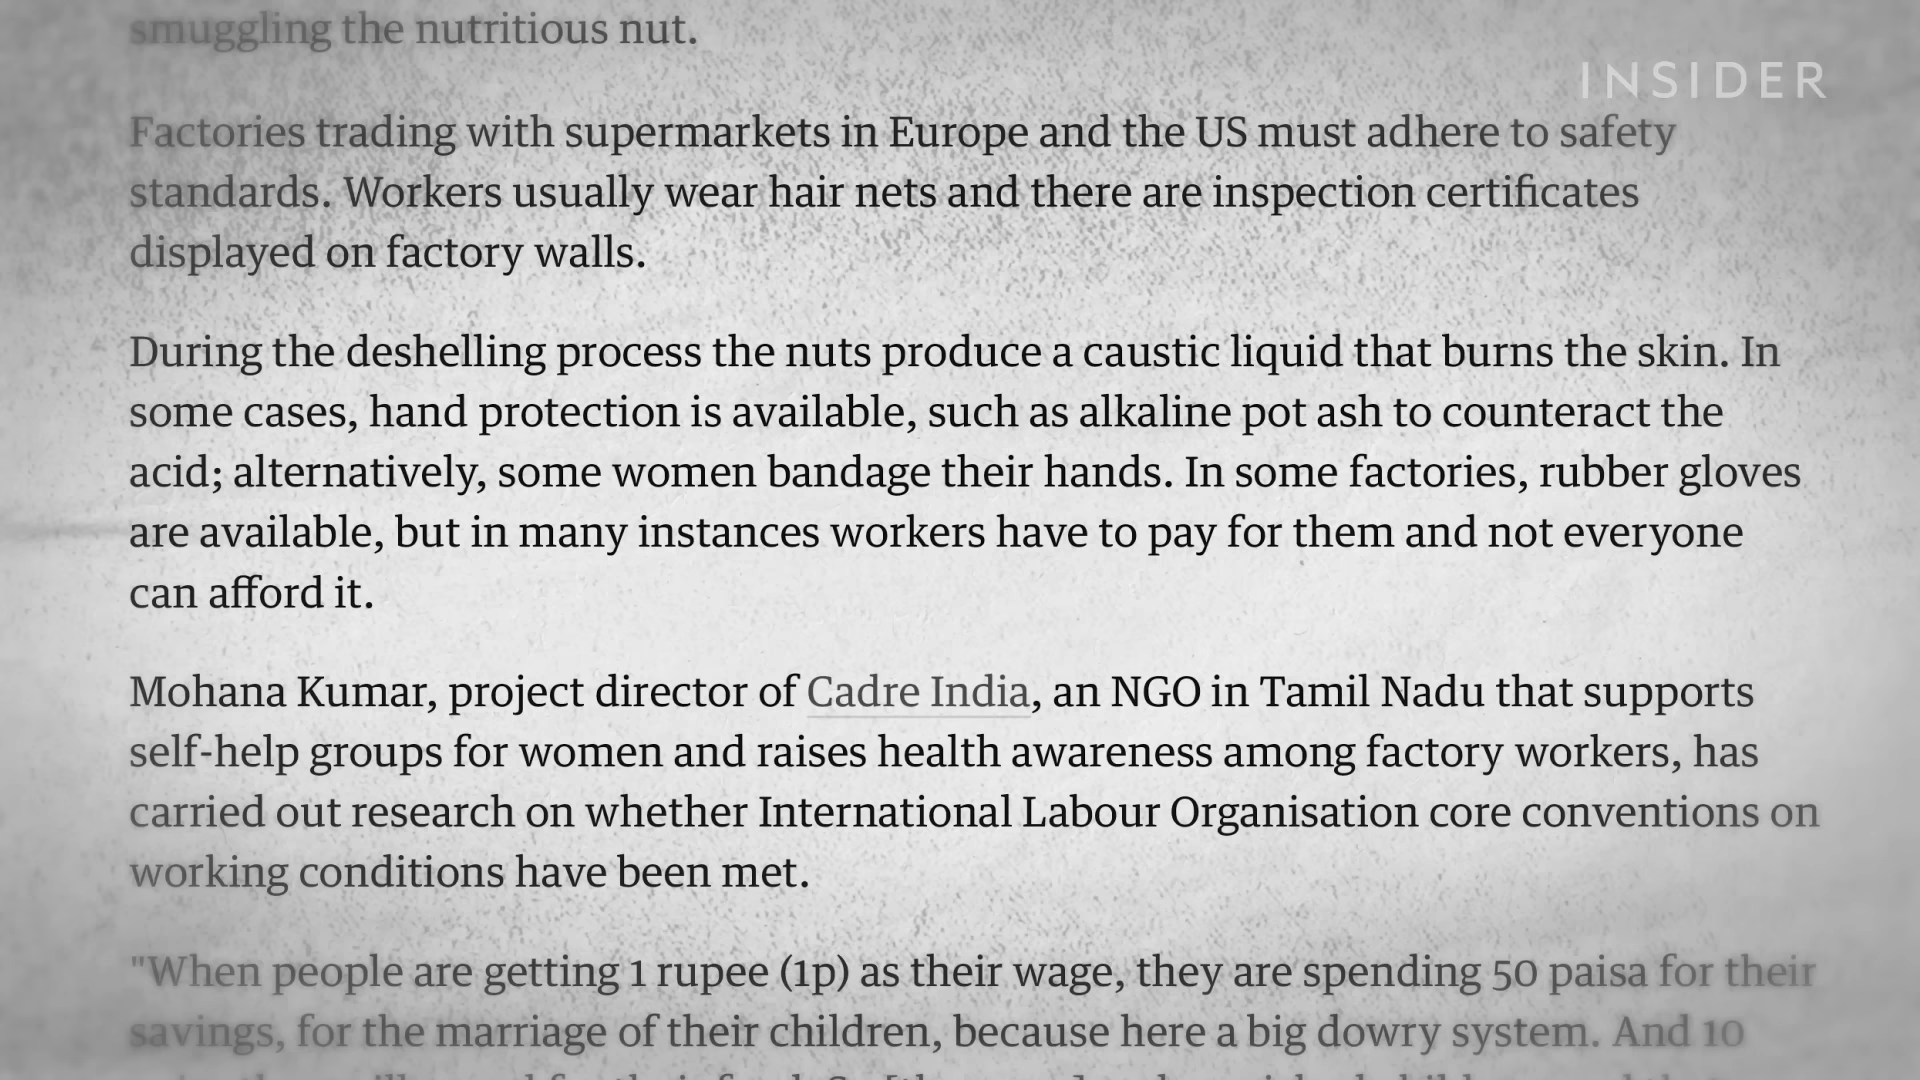 smuggling the nutritious nut.
INSIDER
Factories trading with supermarkets in Europe and the US must adhere to safety
standards. Workers usually wear hair nets and there are inspection certificates
displayed on factory walls.
During the deshelling process the nuts produce a caustic liquid that burns the skin. In
some cases, hand protection is available, such as alkaline pot ash to counteract the
acid; alternatively, some women bandage their hands. In some factories, rubber gloves
are available, but in many instances workers have to pay for them and not everyone
can afford it.
Mohana Kumar, project director of Cadre India, an NGO in Tamil Nadu that supports
self-help groups for women and raises health awareness among factory workers, has
carried out research on whether International Labour Organisation core conventions on
working conditions have been met.
"When people are getting 1 rupee (1p) as their wage, they are spending 50 paisa for their
savings, for the marriage of their children, because here a big dowry system. And 10